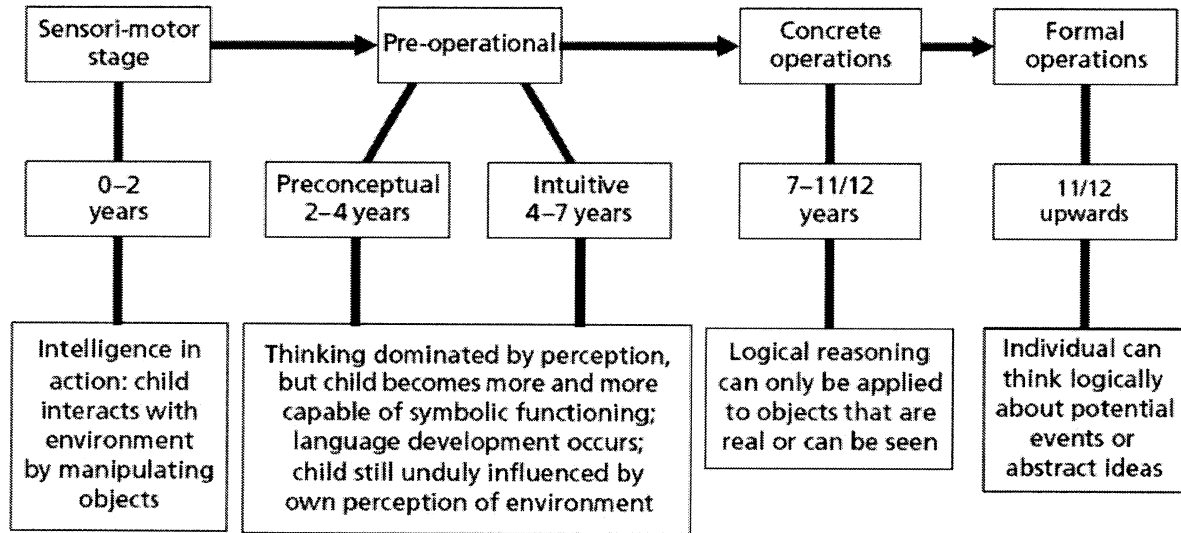 Sensori-motor
stage
Pre-operational
Concrete
operations
Formal
operations
0–2
years
Preconceptual
2–4 years
Intuitive
4–7 years
7–11/12
years
11/12
upwards
Intelligence in
action: child
interacts with
environment
by manipulating
objects
Thinking dominated by perception,
but child becomes more and more
capable of symbolic functioning;
language development occurs;
child still unduly influenced by
own perception of environment
Logical reasoning
can only be applied
to objects that are
real or can be seen
Individual can
think logically
about potential
events or
abstract ideas